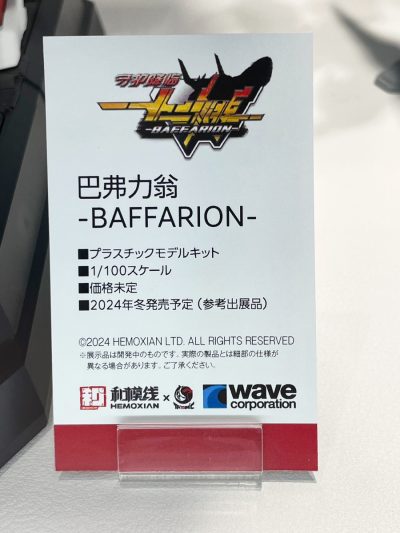 -BAFFARION-
巴弗力翁
-BAFFARION-
■プラスチックモデルキット
■1/100スケール
■価格未定
■2024年冬発売予定（参考出展品）
©2024 HEMOXIAN LTD. ALL RIGHTS RESERVED
※展示品は開発中のものです。実際の製品とは細部の仕様が
異なる場合があります。ご了承ください。
和模线 HEMOXIAN × wave corporation